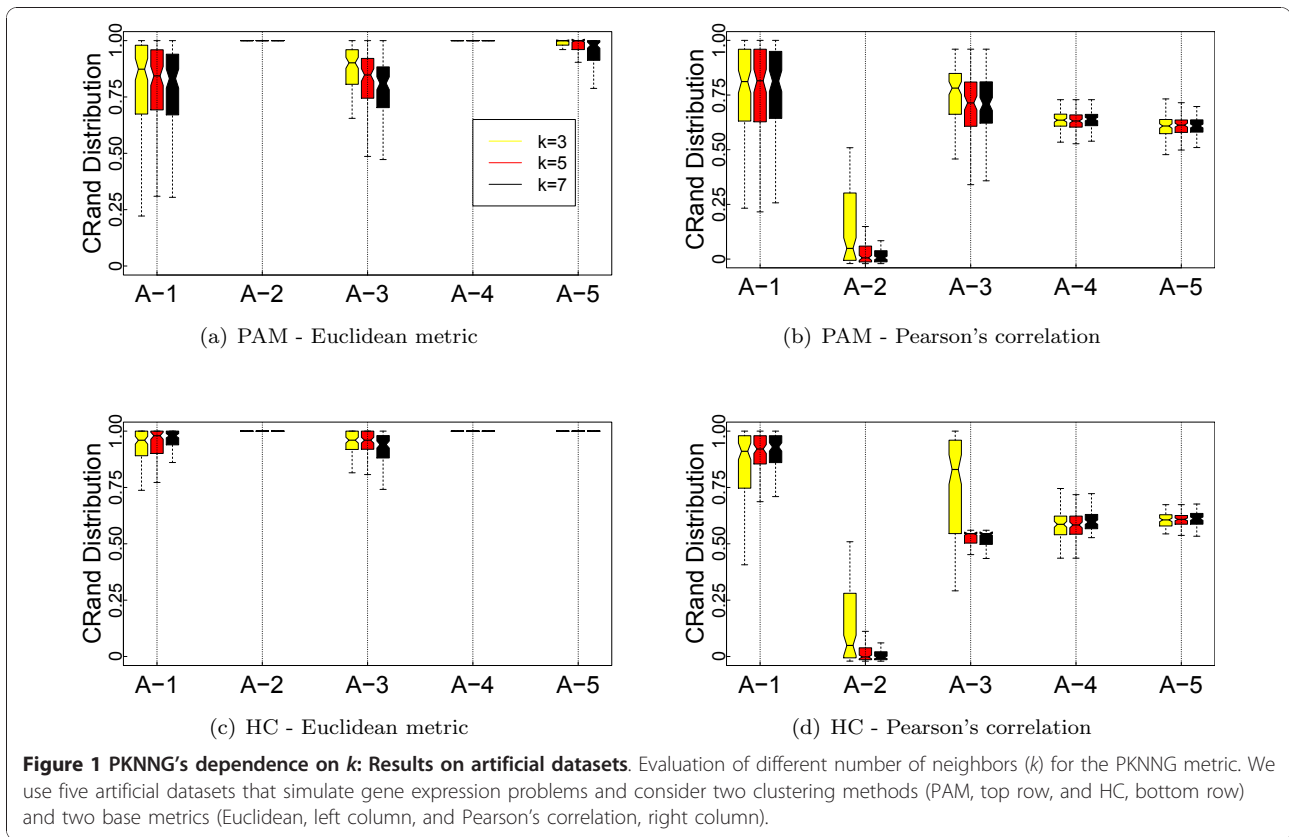 CRand Distribution
1.00
0.75
0.50
0.25
0
k=3
k=5
k=7
A−1 A−2 A−3 A−4 A−5
(a) PAM - Euclidean metric
CRand Distribution
1.00
0.75
0.50
0.25
0
A−1 A−2 A−3 A−4 A−5
(b) PAM - Pearson's correlation
CRand Distribution
1.00
0.75
0.50
0.25
0
A−1 A−2 A−3 A−4 A−5
(c) HC - Euclidean metric
CRand Distribution
1.00
0.75
0.50
0.25
0
A−1 A−2 A−3 A−4 A−5
(d) HC - Pearson's correlation
Figure 1 PKNNG's dependence on k: Results on artificial datasets. Evaluation of different number of neighbors (k) for the PKNNG metric. We
use five artificial datasets that simulate gene expression problems and consider two clustering methods (PAM, top row, and HC, bottom row)
and two base metrics (Euclidean, left column, and Pearson's correlation, right column).